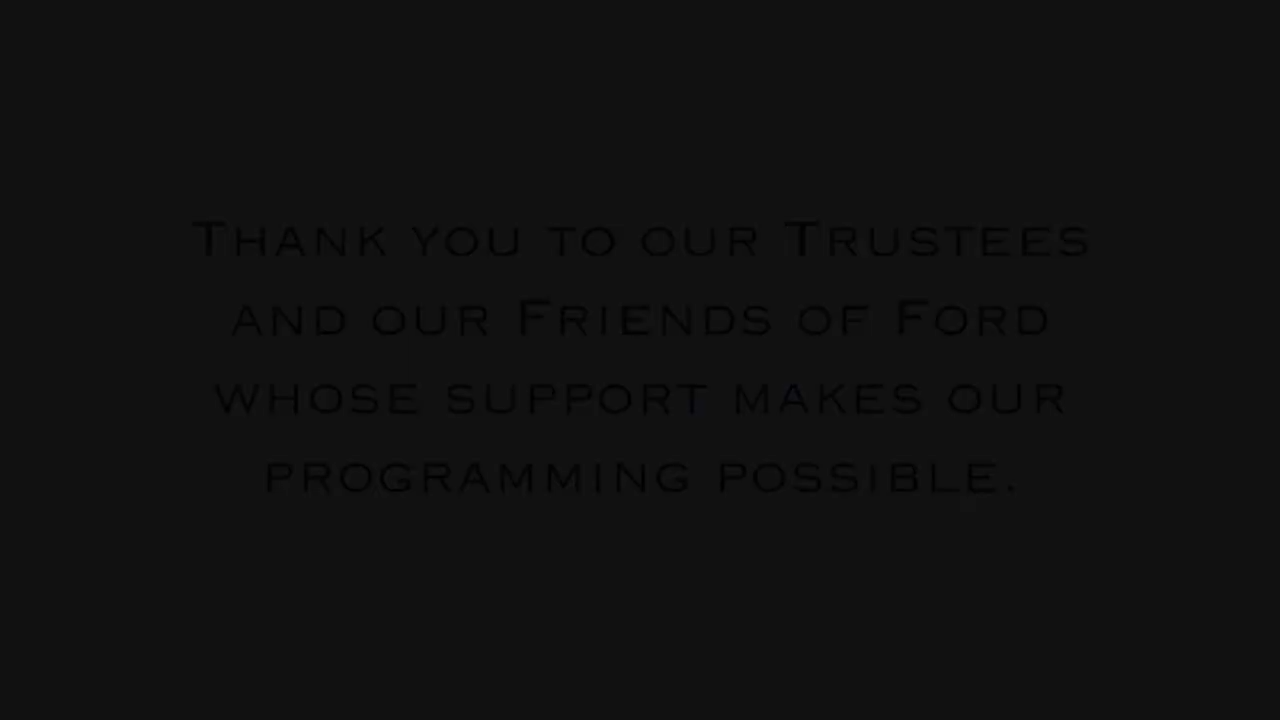 Thank you to our Trustees
and our Friends of Ford
whose support makes our
programming possible.